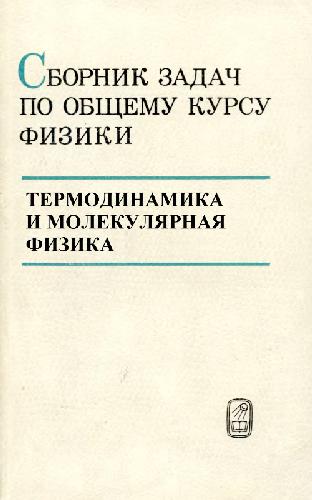 СБОРНИК ЗАДАЧ
ПО ОБЩЕМУ КУРСУ
ФИЗИКИ
ТЕРМОДИНАМИКА
И МОЛЕКУЛЯРНАЯ
ФИЗИКА